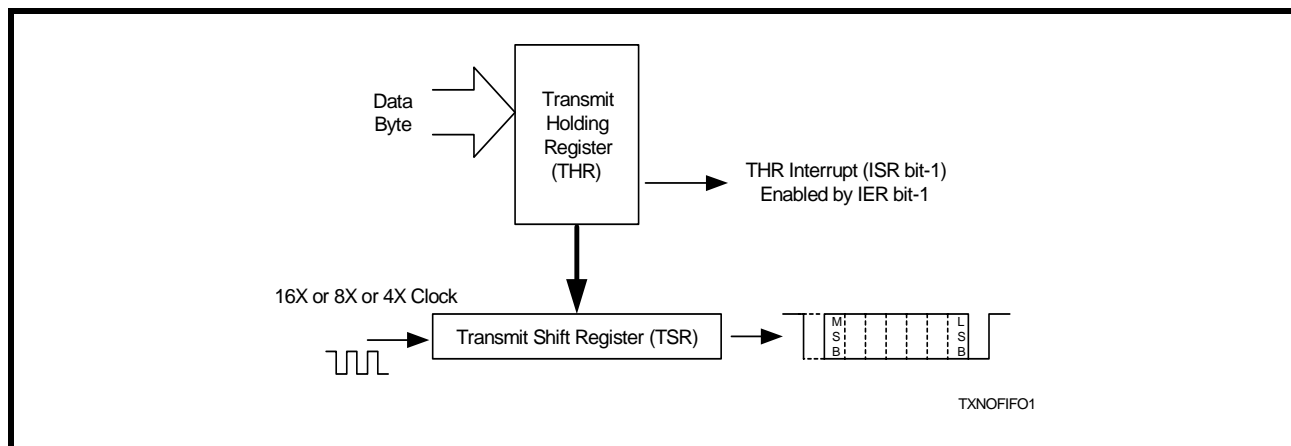 Data
Byte
Transmit
Holding
Register
(THR)
THR Interrupt (ISR bit-1)
Enabled by IER bit-1
16X or 8X or 4X Clock
Transmit Shift Register (TSR)
M
S
B
L
S
B
TXNOFIFO1